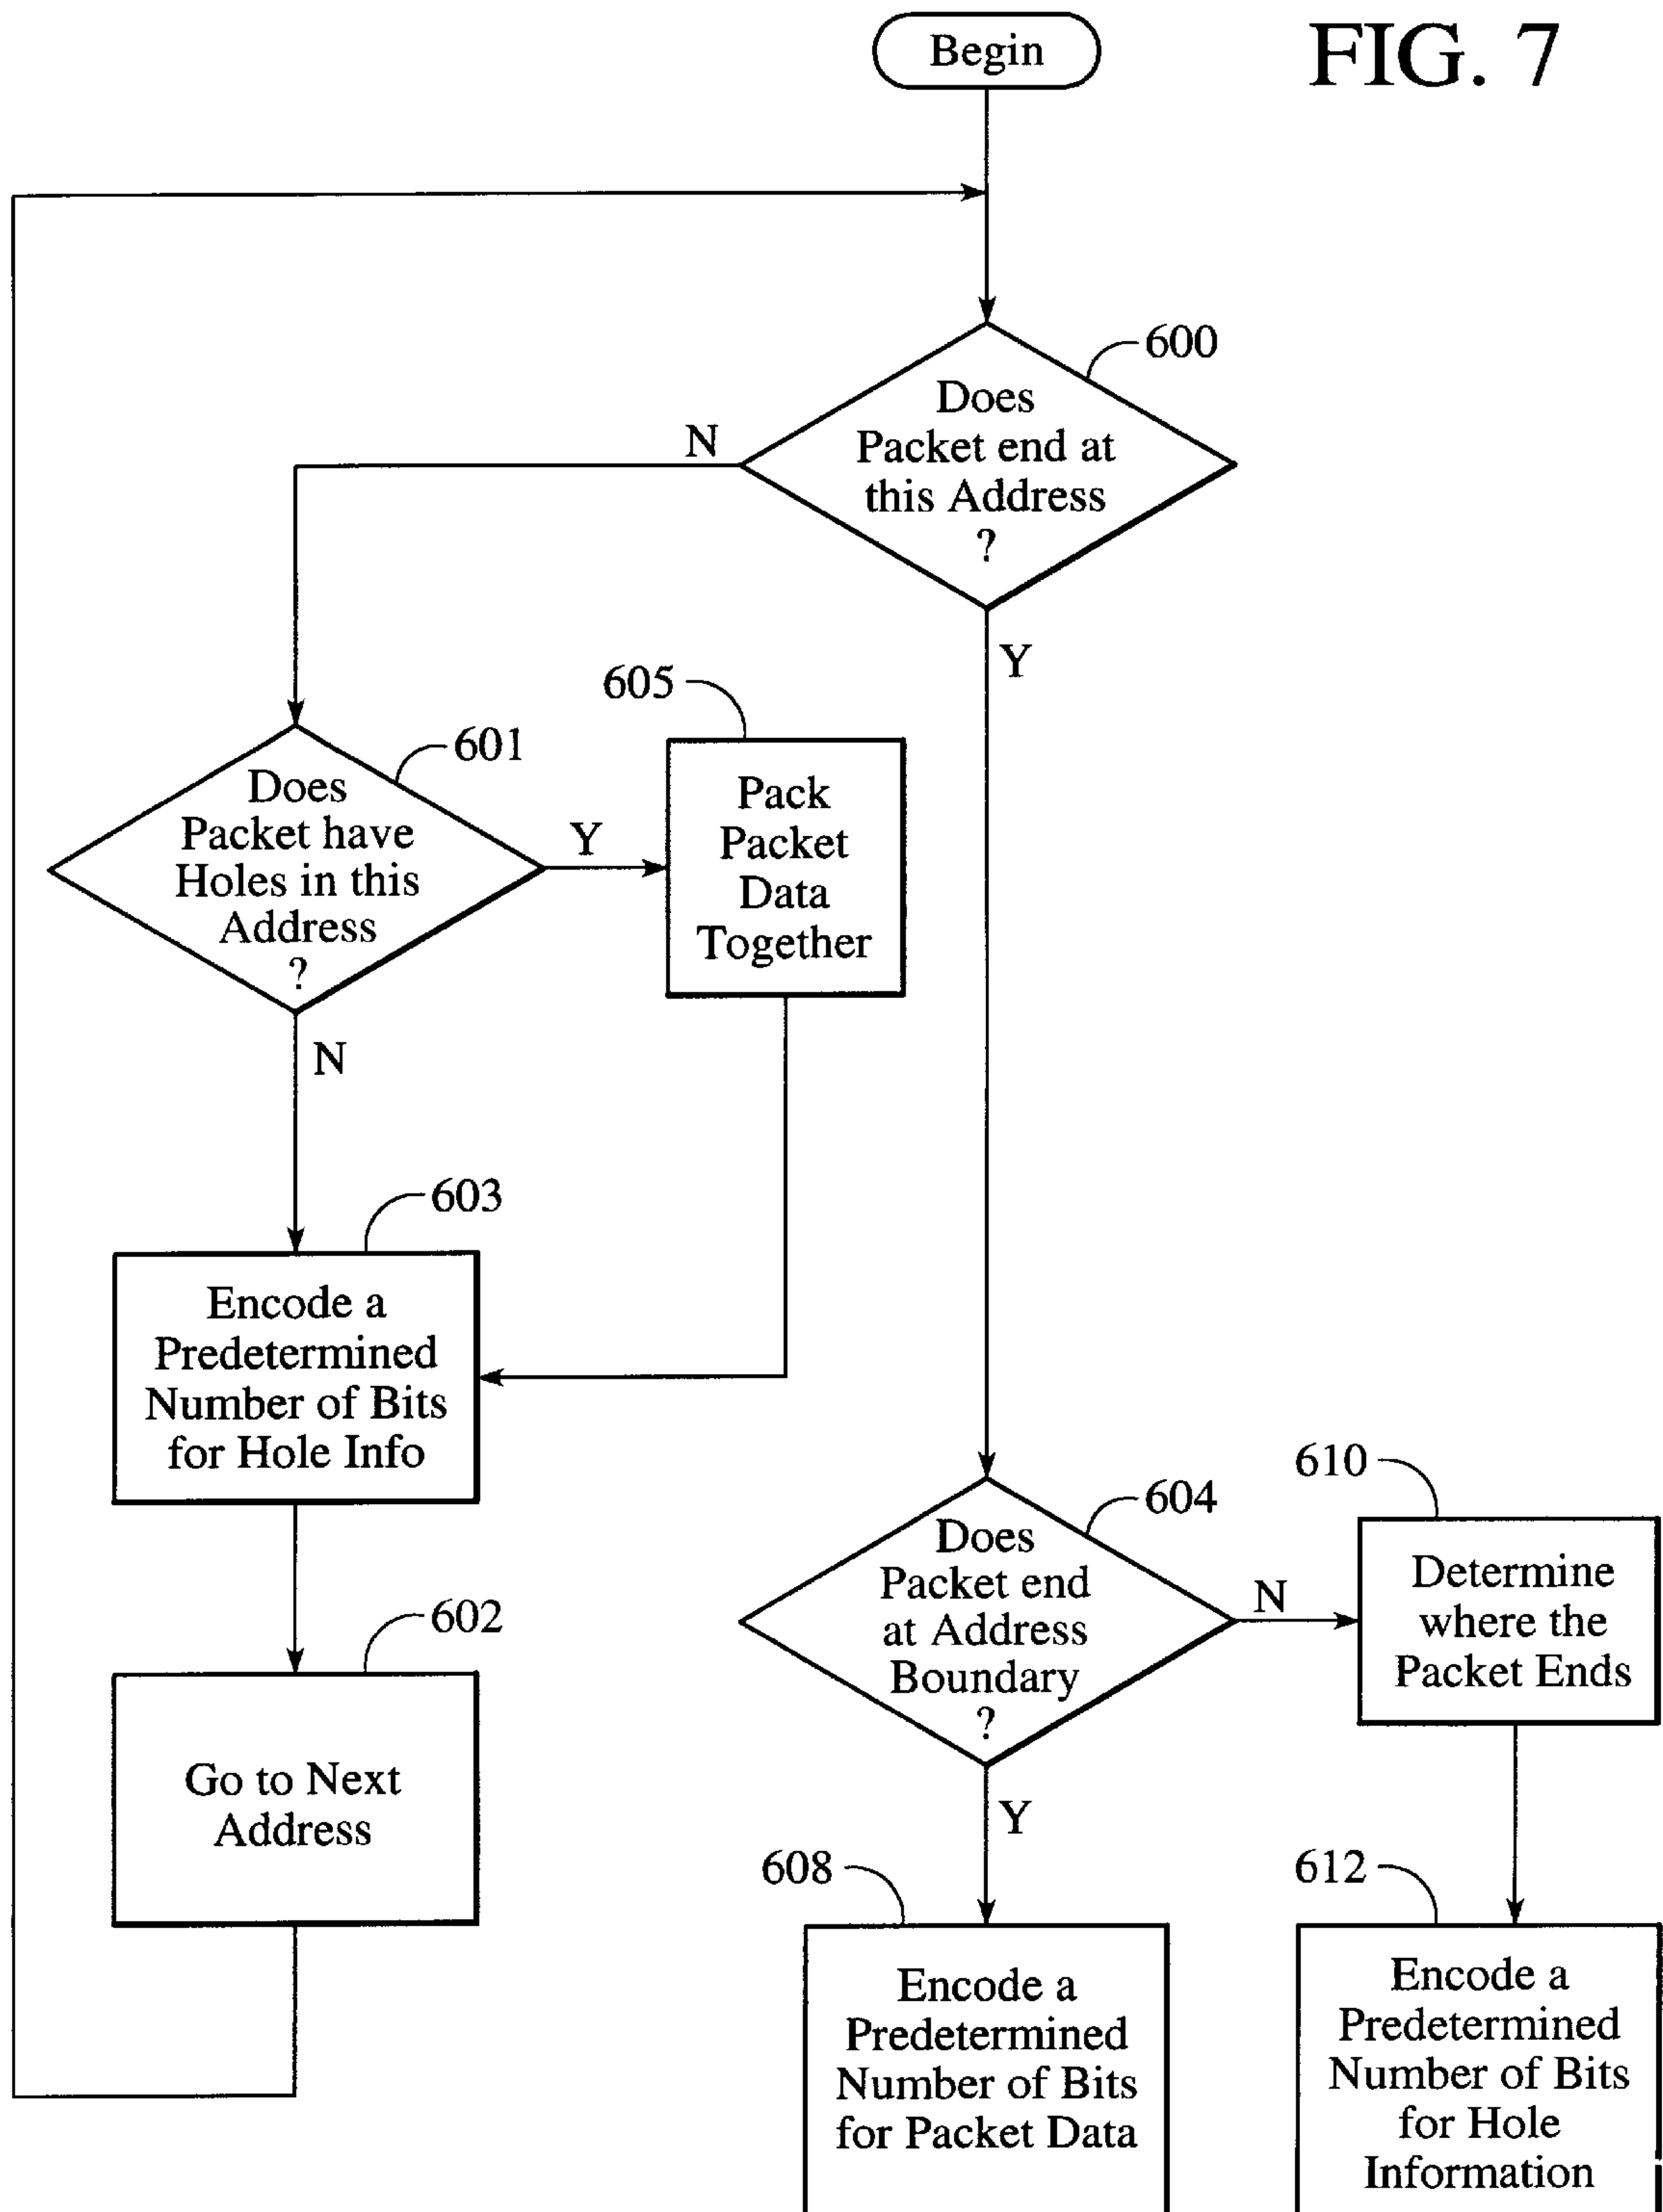 Begin
FIG. 7
600
Does
Packet end at
this Address
?
N
Y
601
Does
Packet have
Holes in this
Address
?
Y
N
605
Pack
Packet
Data
Together
603
Encode a
Predetermined
Number of Bits
for Hole Info
602
Go to Next
Address
604
Does
Packet end
at Address
Boundary
?
N
Y
610
Determine
where the
Packet Ends
608
Encode a
Predetermined
Number of Bits
for Packet Data
612
Encode a
Predetermined
Number of Bits
for Hole
Information